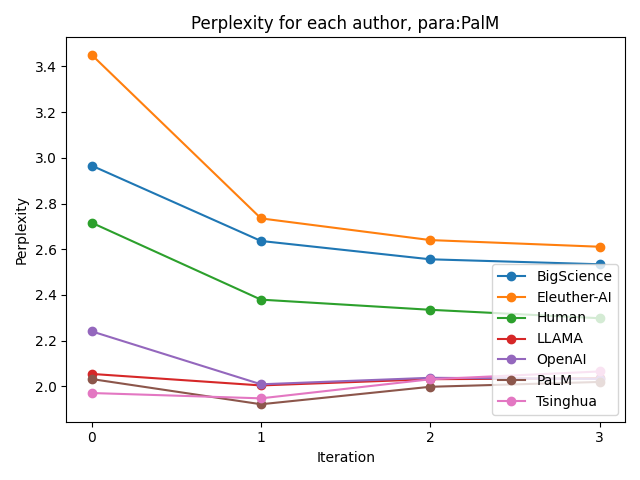 Perplexity for each author, para:PalM
Perplexity
3.4
3.2
3.0
2.8
2.6
2.4
2.2
2.0
0
1
2
3
Iteration
BigScience
Eleuther-AI
Human
LLAMA
OpenAI
PaLM
Tsinghua